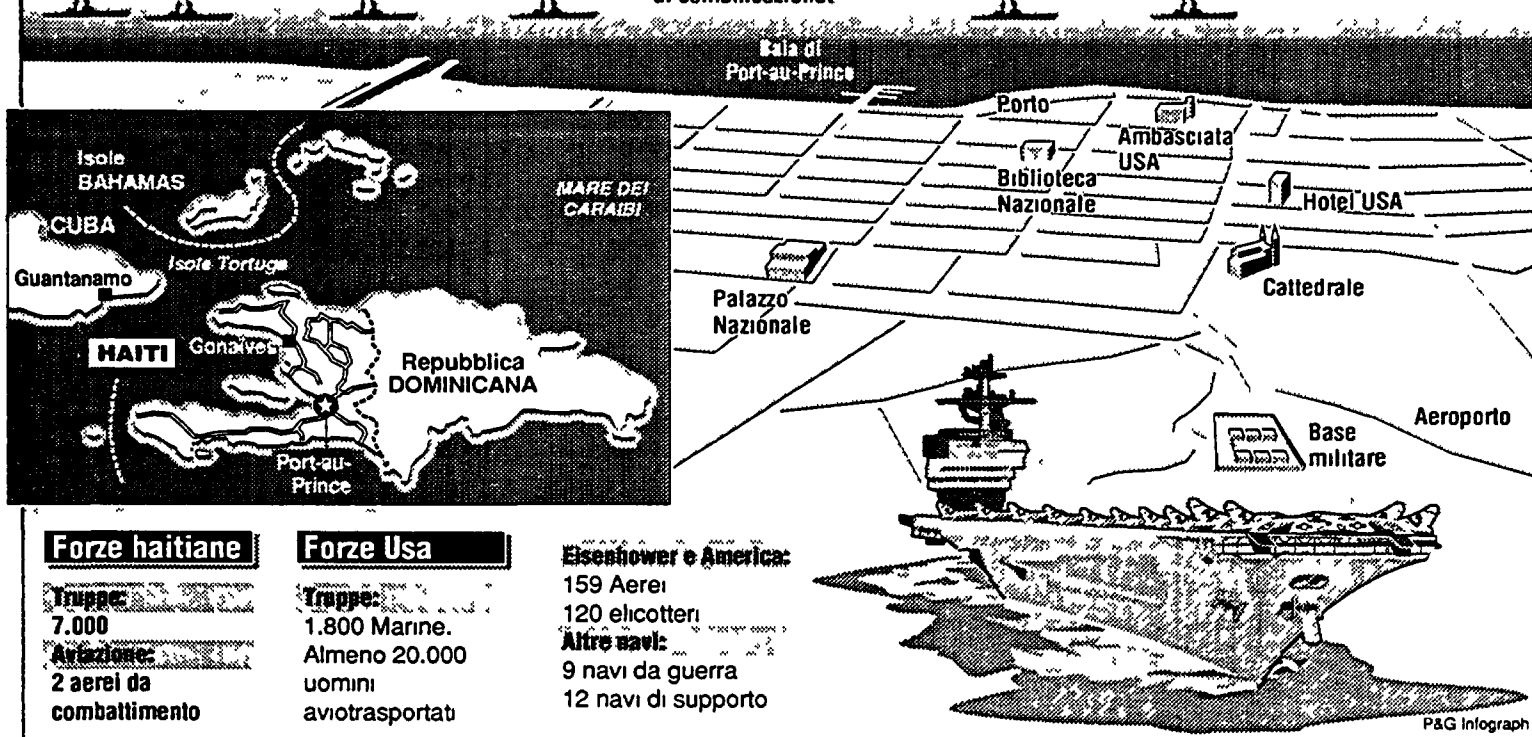 Baia di
Port-au-Prince
Porto
Ambasciata
USA
Biblioteca
Nazionale
Hotel USA
Cattedrale
Palazzo
Nazionale
Aeroporto
Base
militare
Isole
BAHAMAS
MARE DEI
CARAIBI
CUBA
Isole Tortuga
Guantanamo
HAITI
Gonaives
Repubblica
DOMINICANA
Port-au-
Prince
Forze haitiane
Truppe:
7.000
Aviazione:
2 aerei da
combattimento
Forze Usa
Truppe:
1.800 Marine.
Almeno 20.000
uomini
aviotrasportati
Eisenhower e America:
159 Aerei
120 elicotteri
Altre navi:
9 navi da guerra
12 navi di supporto
P&G Infograph